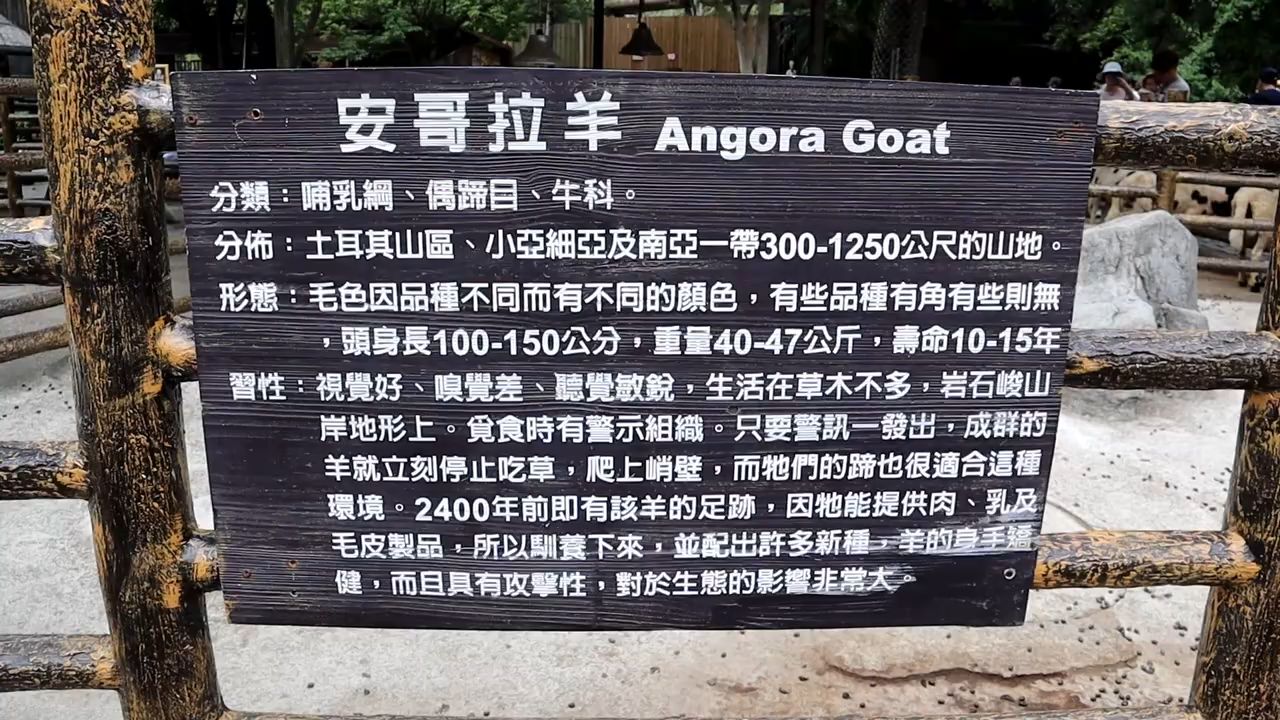 安哥拉羊 Angora Goat
分類：哺乳綱、偶蹄目、牛科。
分佈：土耳其山區、小亞細亞及南亞一帶300-1250公尺的山地。
形態：毛色因品種不同而有不同的顏色，有些品種有角有些則無
，頭身長100-150公分，重量40-47公斤，壽命10-15年
習性：視覺好、嗅覺差、聽覺敏銳，生活在草木不多，岩石峻山
岸地形上。覓食時有警示組織。只要警訊一發出，成群的
羊就立刻停止吃草，爬上峭壁，而牠們的蹄也很適合這種
環境。2400年前即有該羊的足跡，因牠能提供肉、乳及
毛皮製品，所以馴養下來，並配出許多新種，羊的身手矯
健，而且具有攻擊性，對於生態的影響非常大。